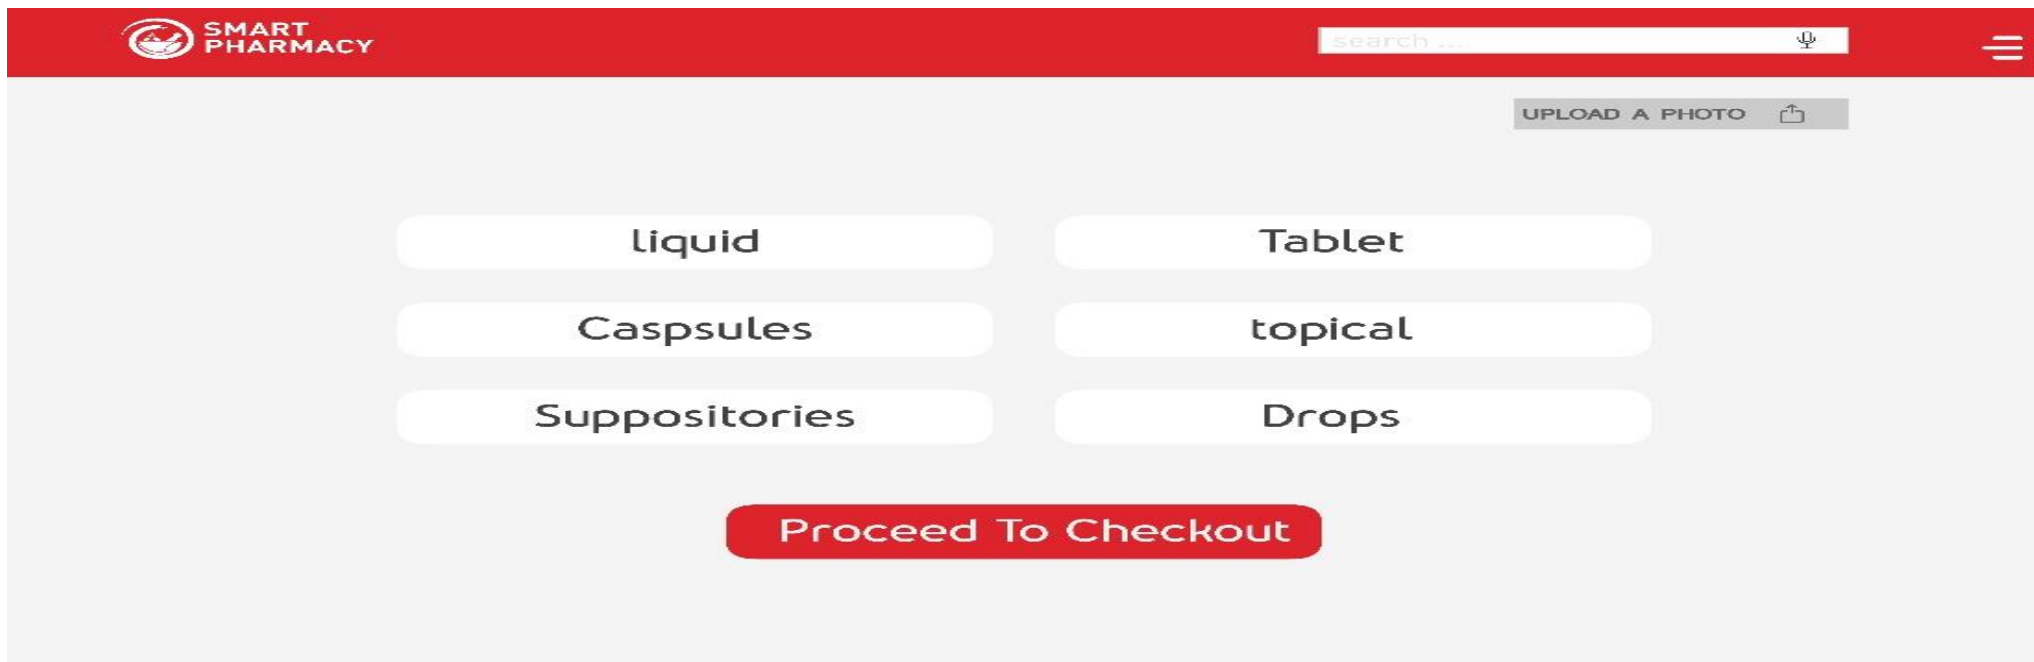 SMART
PHARMACY
search ...
UPLOAD A PHOTO
liquid
Tablet
Caspsules
topical
Suppositories
Drops
Proceed To Checkout